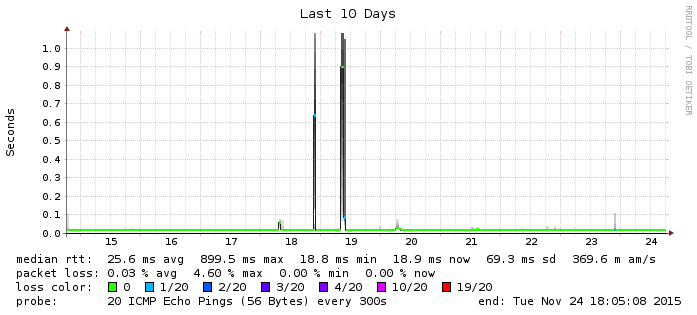 Last 10 Days
RRDTOOL / TOBI OETIKER
Seconds
1.0
0.9
0.8
0.7
0.6
0.5
0.4
0.3
0.2
0.1
0.0
15 16 17 18 19 20 21 22 23 24
median rtt: 25.6 ms avg 899.5 ms max 18.8 ms min 18.9 ms now 69.3 ms sd 369.6 m am/s
packet loss: 0.03 % avg 4.60 % max 0.00 % min 0.00 % now
loss color: 0 1/20 2/20 3/20 4/20 10/20 19/20
probe: 20 ICMP Echo Pings (56 Bytes) every 300s end: Tue Nov 24 18:05:08 2015